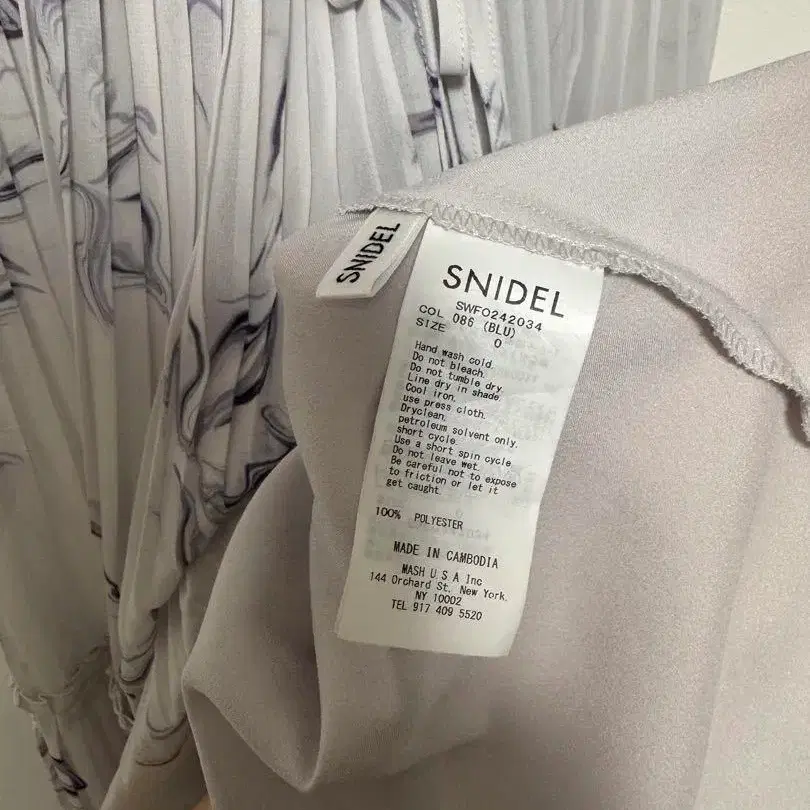 SNIDEL
SNIDEL
SWFO242034
COL 086 (BLU)
SIZE 0
Hand wash cold.
Do not bleach.
Do not tumble dry.
Line dry in shade.
Cool iron.
use press cloth.
Dryclean,
petroleum solvent only.
short cycle.
Use a short spin cycle
Do not leave wet.
Be careful not to expose
to friction or let it
get caught.
100% POLYESTER
MADE IN CAMBODIA
MASH U S A Inc
144 Orchard St. New York.
NY 10002
TEL 917 409 5520